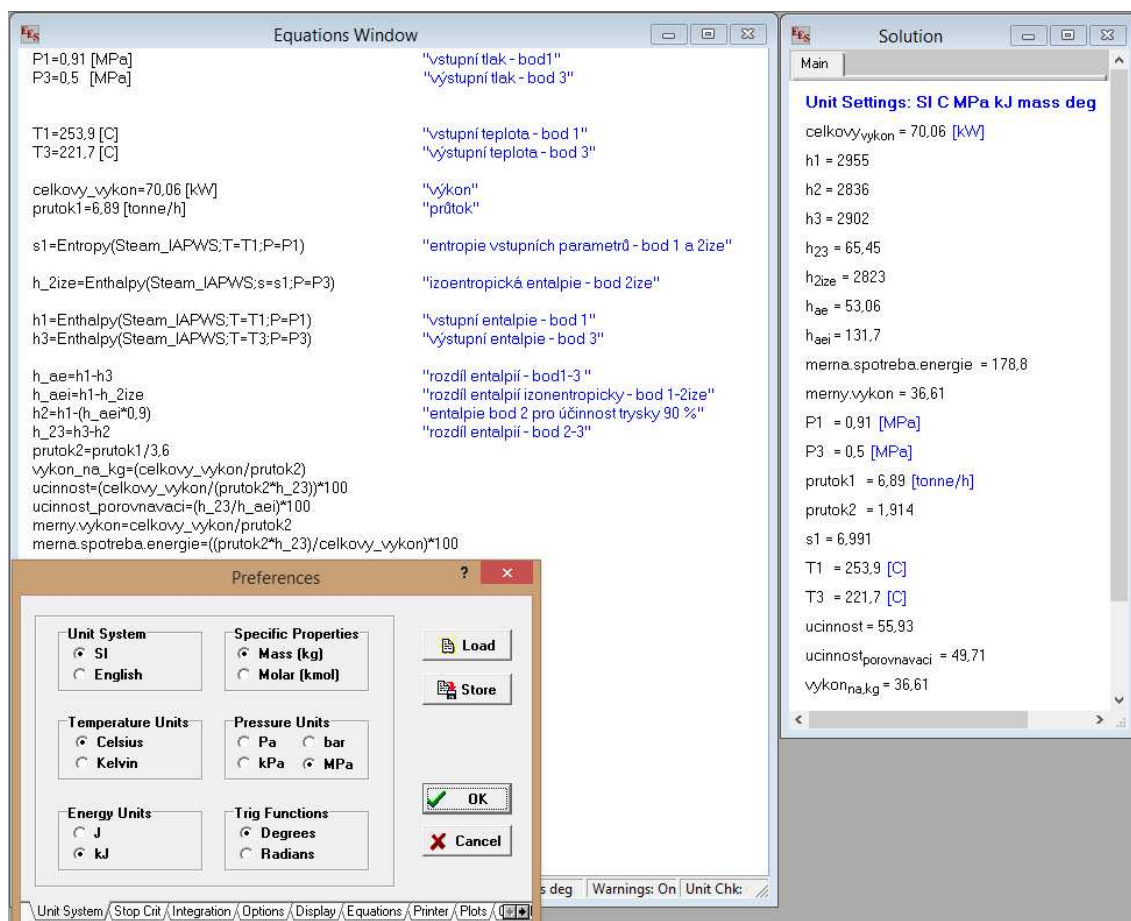 EES Equations Window
P1=0,91 [MPa] "vstupní tlak - bod1"
P3=0,5 [MPa] "výstupní tlak - bod 3"
T1=253,9 [C] "vstupní teplota - bod 1"
T3=221,7 [C] "výstupní teplota - bod 3"
celkovy_vykon=70,06 [kW] "výkon"
prutok1=6,89 [tonne/h] "průtok"
s1=Entropy(Steam_IAPWS;T=T1;P=P1) "entropie vstupních parametrů - bod 1 a 2ize"
h_2ize=Enthalpy(Steam_IAPWS;s=s1;P=P3) "izoentropická entalpie - bod 2ize"
h1=Enthalpy(Steam_IAPWS;T=T1;P=P1) "vstupní entalpie - bod 1"
h3=Enthalpy(Steam_IAPWS;T=T3;P=P3) "výstupní entalpie - bod 3"
h_ae=h1-h3 "rozdíl entalpií - bod1-3 "
h_aei=h1-h_2ize "rozdíl entalpií izonentropicky - bod 1-2ize"
h2=h1-(h_aei*0,9) "entalpie bod 2 pro účinnost trysky 90 %"
h_23=h3-h2 "rozdíl entalpií - bod 2-3"
prutok2=prutok1/3,6
vykon_na_kg=(celkovy_vykon/prutok2)
ucinnost=(celkovy_vykon/(prutok2*h_23))*100
ucinnost_porovnavaci=(h_23/h_aei)*100
merny.vykon=celkovy_vykon/prutok2
merna.spotreba.energie=((prutok2*h_23)/celkovy_vykon)*100
Preferences ?
Unit System
SI
English
Specific Properties
Mass (kg)
Molar (kmol)
Load
Store
Temperature Units
Celsius
Kelvin
Pressure Units
Pa bar
kPa MPa
Energy Units
J
kJ
Trig Functions
Degrees
Radians
OK
Cancel
Unit System Stop Crit Integration Options Display Equations Printer Plots
s deg Warnings: On Unit Chk:
EES Solution
Main
Unit Settings: SI C MPa kJ mass deg
celkovy vykon = 70,06 [kW]
h1 = 2955
h2 = 2836
h3 = 2902
h23 = 65,45
h2ize = 2823
hae = 53,06
haei = 131,7
merna.spotreba.energie = 178,8
merny.vykon = 36,61
P1 = 0,91 [MPa]
P3 = 0,5 [MPa]
prutok1 = 6,89 [tonne/h]
prutok2 = 1,914
s1 = 6,991
T1 = 253,9 [C]
T3 = 221,7 [C]
ucinnost = 55,93
ucinnost porovnavaci = 49,71
vykon na,kg = 36,61